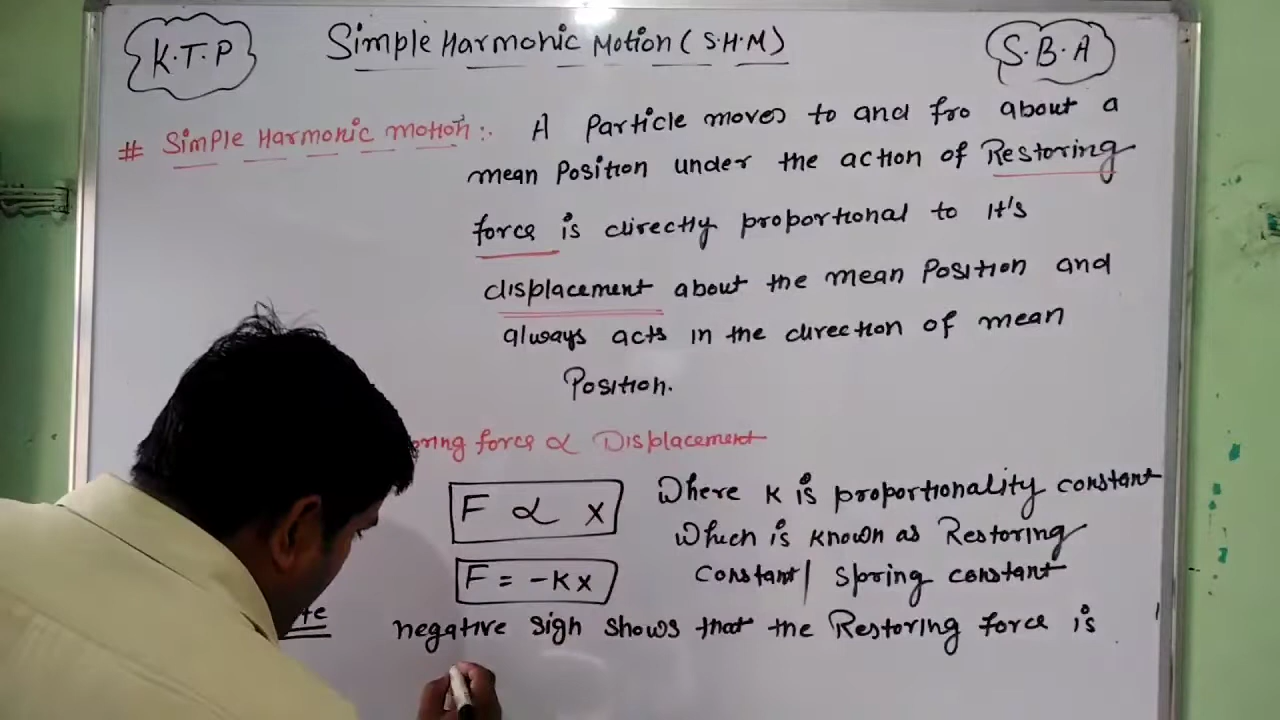 K.T.P
Simple Harmonic Motion (S.H.M)
S.B.A
# Simple Harmonic motion:. A Particle moves to and fro about a
mean Position under the action of Restoring
force is directly proportional to it's
displacement about the mean Position and
always acts in the direction of mean
Position.
force ∝ Displacement
F ∝ x Where K is proportionality constant
Which is known as Restoring
F = -Kx constant/ spring constant
negative sign shows that the Restoring force is